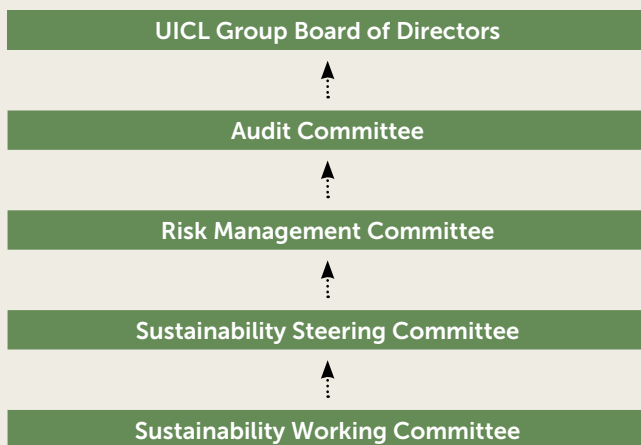 UICL Group Board of Directors
Audit Committee
Risk Management Committee
Sustainability Steering Committee
Sustainability Working Committee